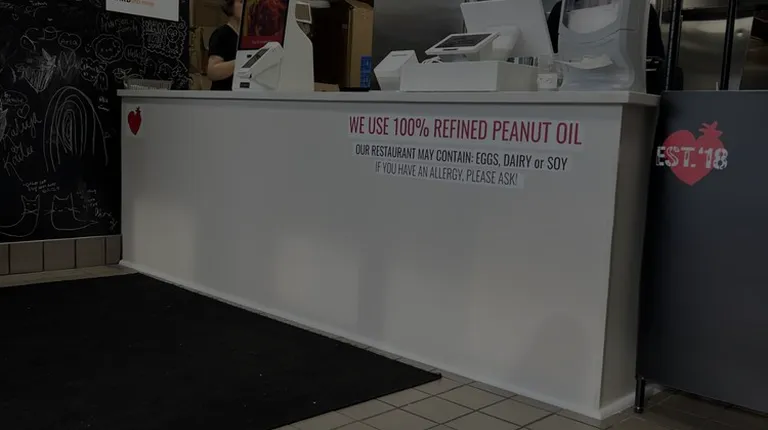 WE USE 100% REFINED PEANUT OIL
OUR RESTAURANT MAY CONTAIN: EGGS, DAIRY or SOY
IF YOU HAVE AN ALLERGY, PLEASE ASK!
EST. '18